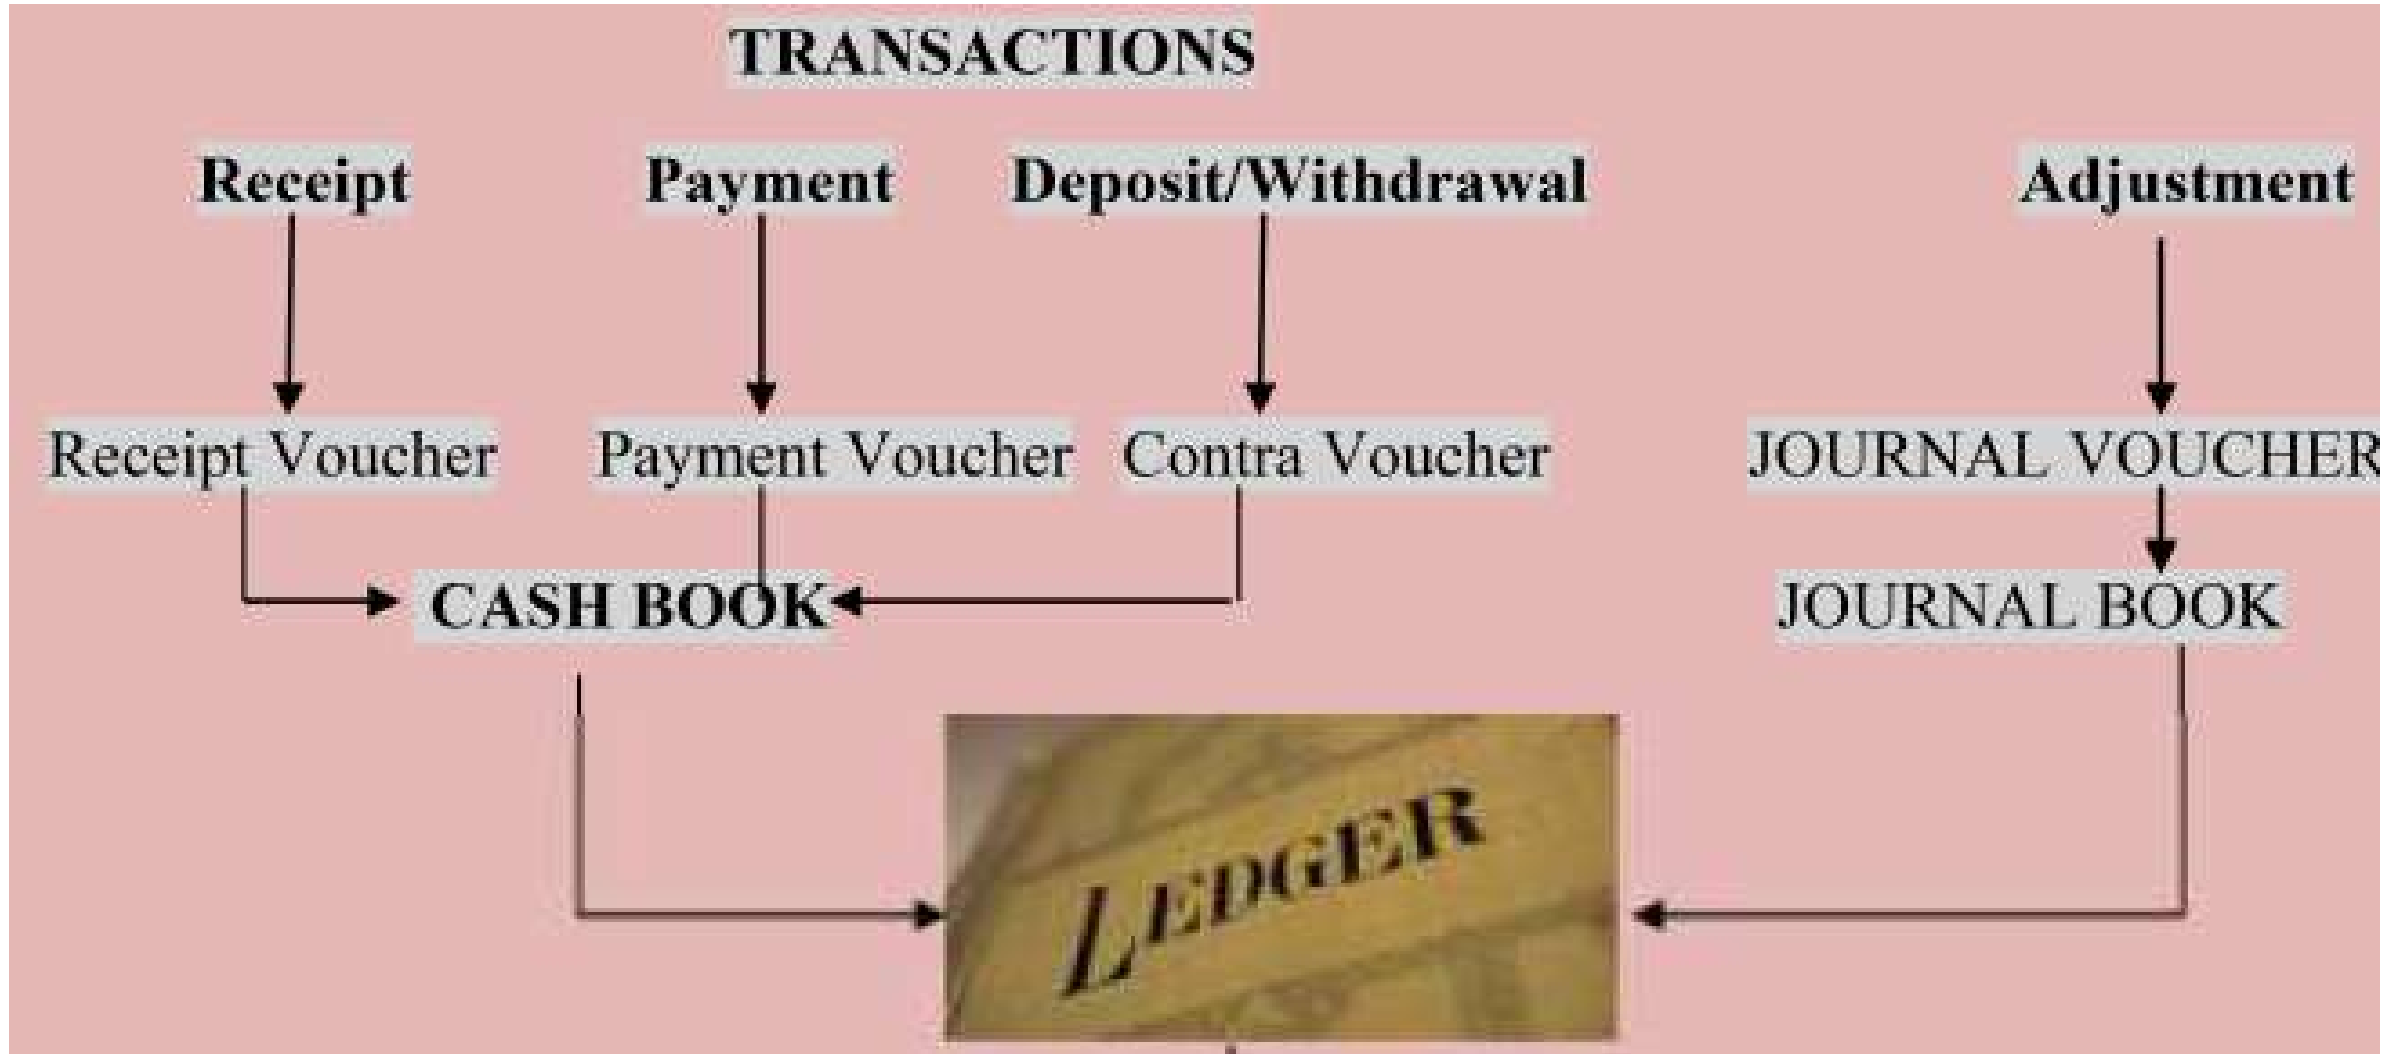 TRANSACTIONS
Receipt Payment Deposit/Withdrawal Adjustment
Receipt Voucher Payment Voucher Contra Voucher JOURNAL VOUCHER
CASH BOOK JOURNAL BOOK
LEDGER